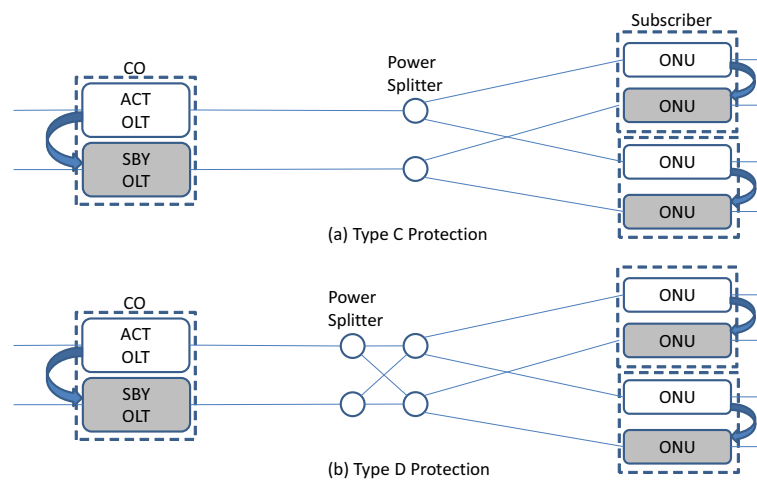 Subscriber
CO
Power
Splitter
ACT
OLT
SBY
OLT
ONU
ONU
ONU
ONU
(a) Type C Protection
CO
Power
Splitter
ACT
OLT
SBY
OLT
ONU
ONU
ONU
ONU
(b) Type D Protection